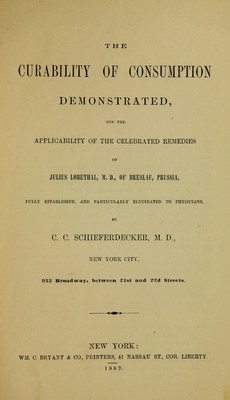 THE
CURABILITY OF CONSUMPTION
DEMONSTRATED,
AND THE
APPLICABILITY OF THE CELEBRATED REMEDIES
OF
JULIUS LOBETHAL, M. D., OF BRESLAU, PRUSSIA,
FULLY ESTABLISHED, AND PARTICULARLY ELUCIDATED TO PHYSICIANS,
BY
C. C. SCHIEFERDECKER, M. D.,
NEW YORK CITY,
932 Broadway, between 21st and 22d Streets.
NEW YORK:
WM. C. BRYANT & CO., PRINTERS, 41 NASSAU ST., COR. LIBERTY.
1862.